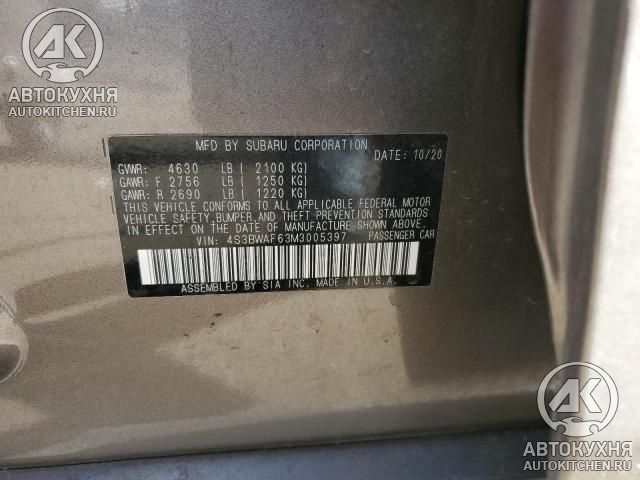 AK
АВТОКУХНЯ
AUTOKITCHEN.RU
MFD BY SUBARU CORPORATION
DATE: 10/20
GVWR: 4630 LB ( 2100 KG)
GAWR: F 2756 LB ( 1250 KG)
GAWR: R 2690 LB ( 1220 KG)
THIS VEHICLE CONFORMS TO ALL APPLICABLE FEDERAL MOTOR
VEHICLE SAFETY, BUMPER, AND THEFT PREVENTION STANDARDS
IN EFFECT ON THE DATE OF MANUFACTURE SHOWN ABOVE.
VIN: 4S3BWAF63M3005397 PASSENGER CAR
ASSEMBLED BY SIA INC. MADE IN U.S.A.
AK
АВТОКУХНЯ
AUTOKITCHEN.RU